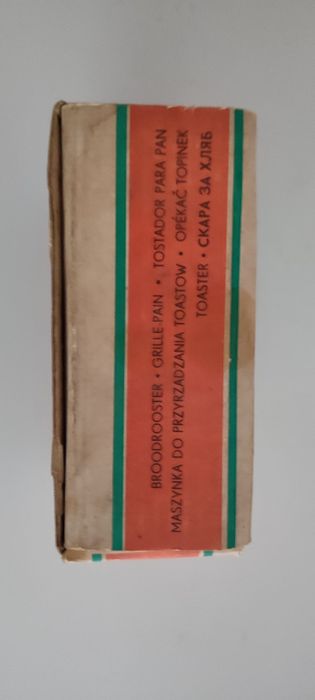 BROODROOSTER • GRILLE-PAIN • TOSTADOR PARA PAN
MASZYNKA DO PRZYRZADZANIA TOASTOW • OPÉKAČ TOPINEK
TOASTER • СКАРА ЗА ХЛЯБ